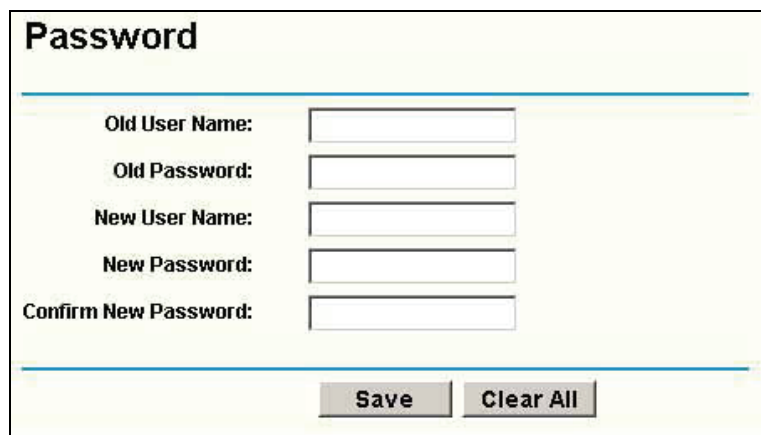 Password
Old User Name:
Old Password:
New User Name:
New Password:
Confirm New Password:
Save Clear All